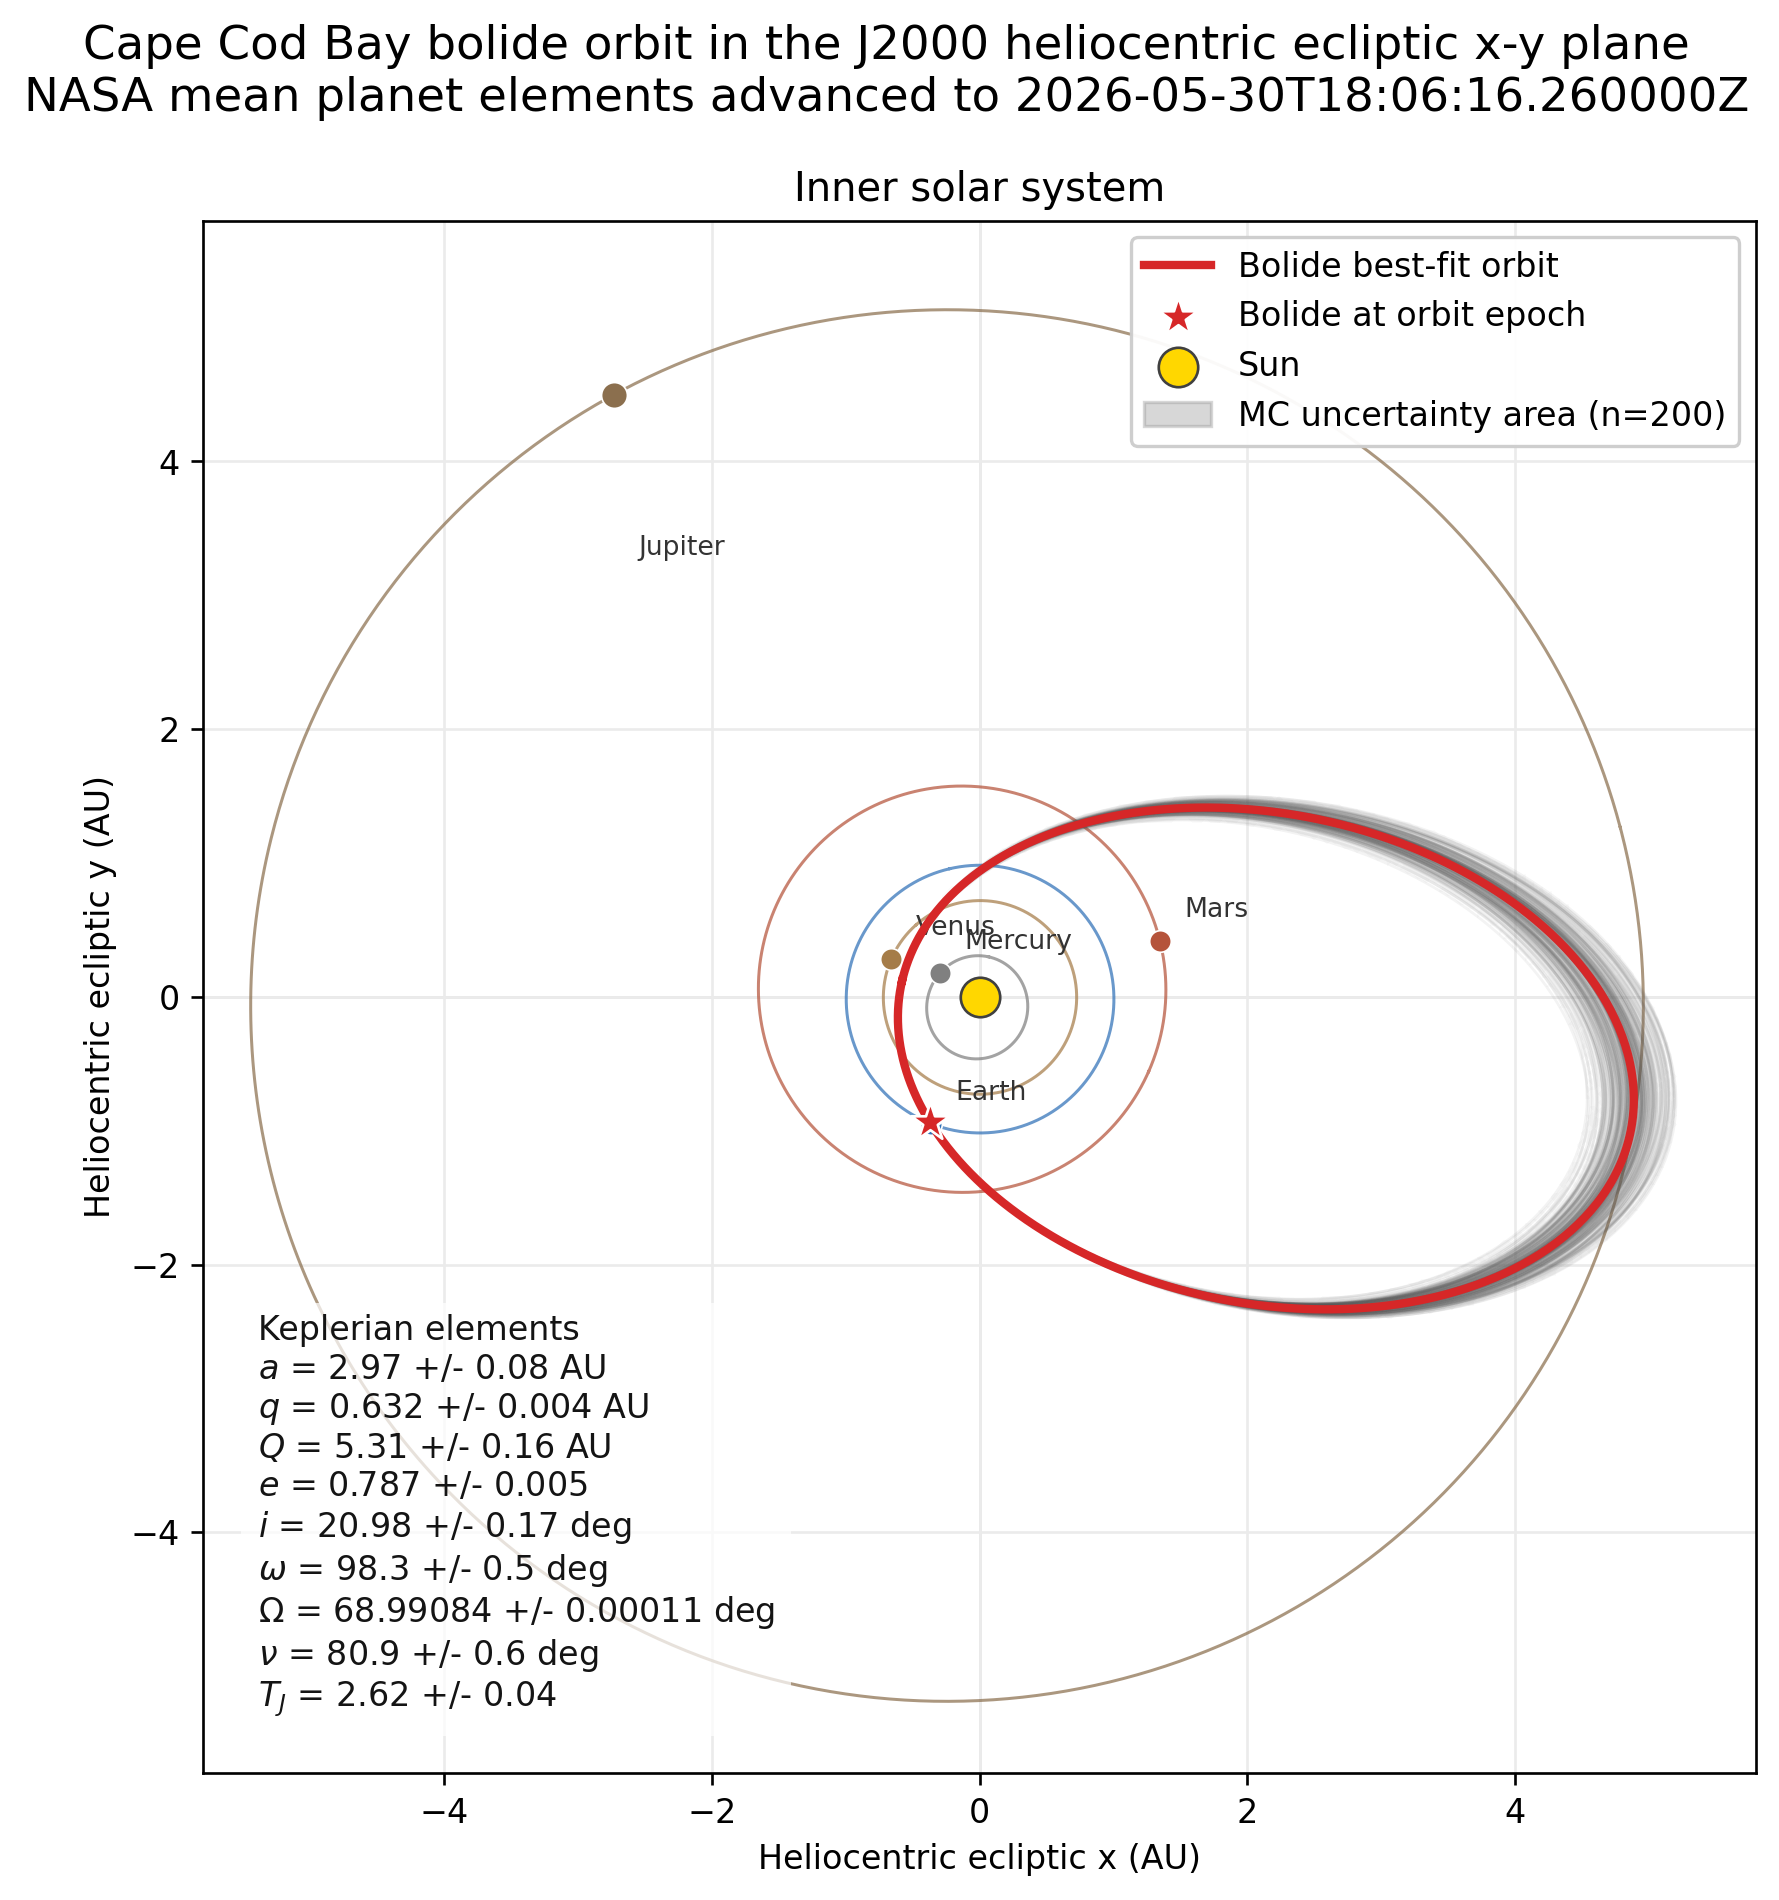 Cape Cod Bay bolide orbit in the J2000 heliocentric ecliptic x-y plane
NASA mean planet elements advanced to 2026-05-30T18:06:16.260000Z
Inner solar system
Bolide best-fit orbit
Bolide at orbit epoch
Sun
MC uncertainty area (n=200)
Jupiter
Mars
Venus
Mercury
Earth
Heliocentric ecliptic y (AU)
4
2
0
−2
−4
Keplerian elements
a = 2.97 +/- 0.08 AU
q = 0.632 +/- 0.004 AU
Q = 5.31 +/- 0.16 AU
e = 0.787 +/- 0.005
i = 20.98 +/- 0.17 deg
ω = 98.3 +/- 0.5 deg
Ω = 68.99084 +/- 0.00011 deg
ν = 80.9 +/- 0.6 deg
T_J = 2.62 +/- 0.04
−4 −2 0 2 4
Heliocentric ecliptic x (AU)